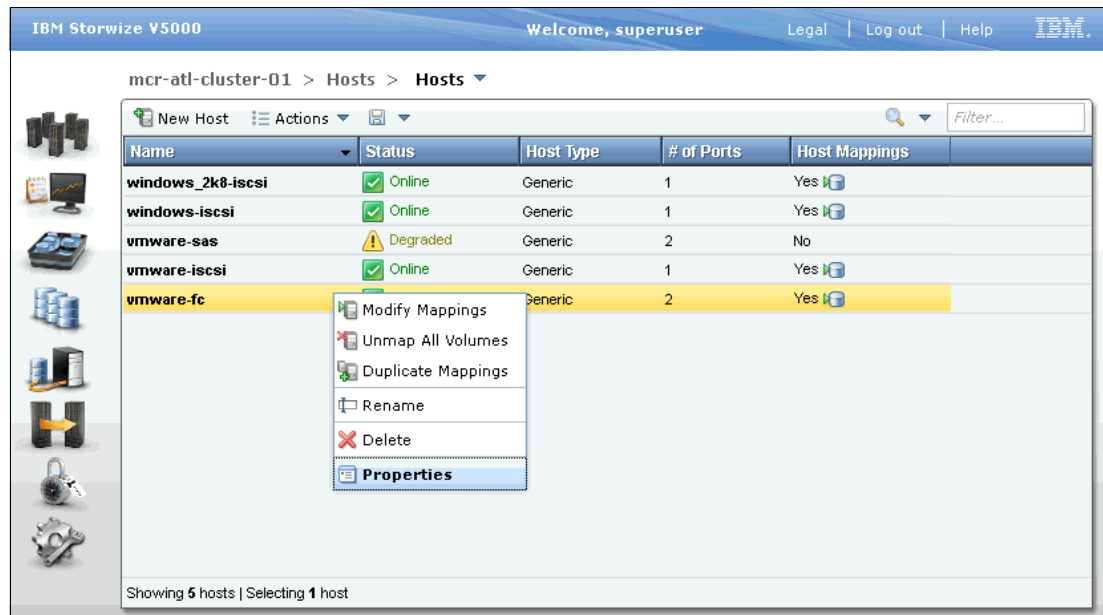 IBM Storwize V5000 Welcome, superuser Legal | Log out | Help IBM.
mcr-atl-cluster-01 > Hosts > Hosts
New Host Actions Filter...
Name Status Host Type # of Ports Host Mappings
windows_2k8-iscsi Online Generic 1 Yes
windows-iscsi Online Generic 1 Yes
vmware-sas Degraded Generic 2 No
vmware-iscsi Online Generic 1 Yes
vmware-fc Generic 2 Yes
Modify Mappings
Unmap All Volumes
Duplicate Mappings
Rename
Delete
Properties
Showing 5 hosts | Selecting 1 host